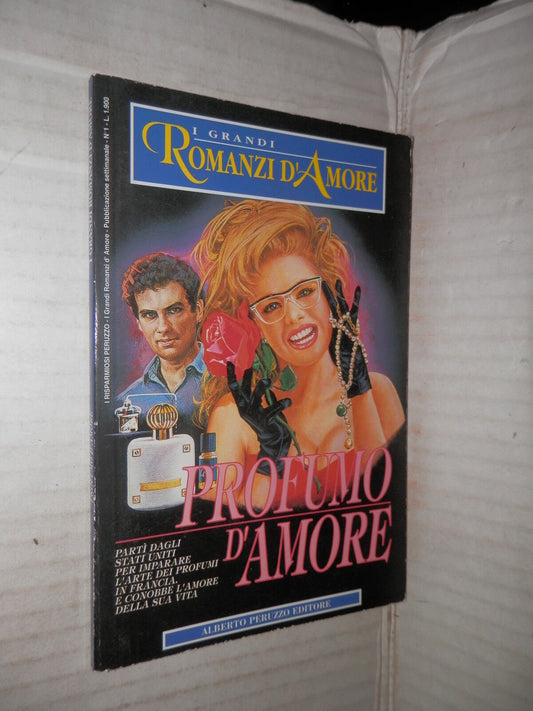 I GRANDI
ROMANZI D'AMORE
I RISPARMIOSI PERUZZO - I Grandi Romanzi d' Amore - Pubblicazione settimanale - N° 1 - L. 1.900
PROFUMO
D'AMORE
PARTÌ DAGLI
STATI UNITI
PER IMPARARE
L'ARTE DEI PROFUMI
IN FRANCIA.
E CONOBBE L'AMORE
DELLA SUA VITA
ALBERTO PERUZZO EDITORE